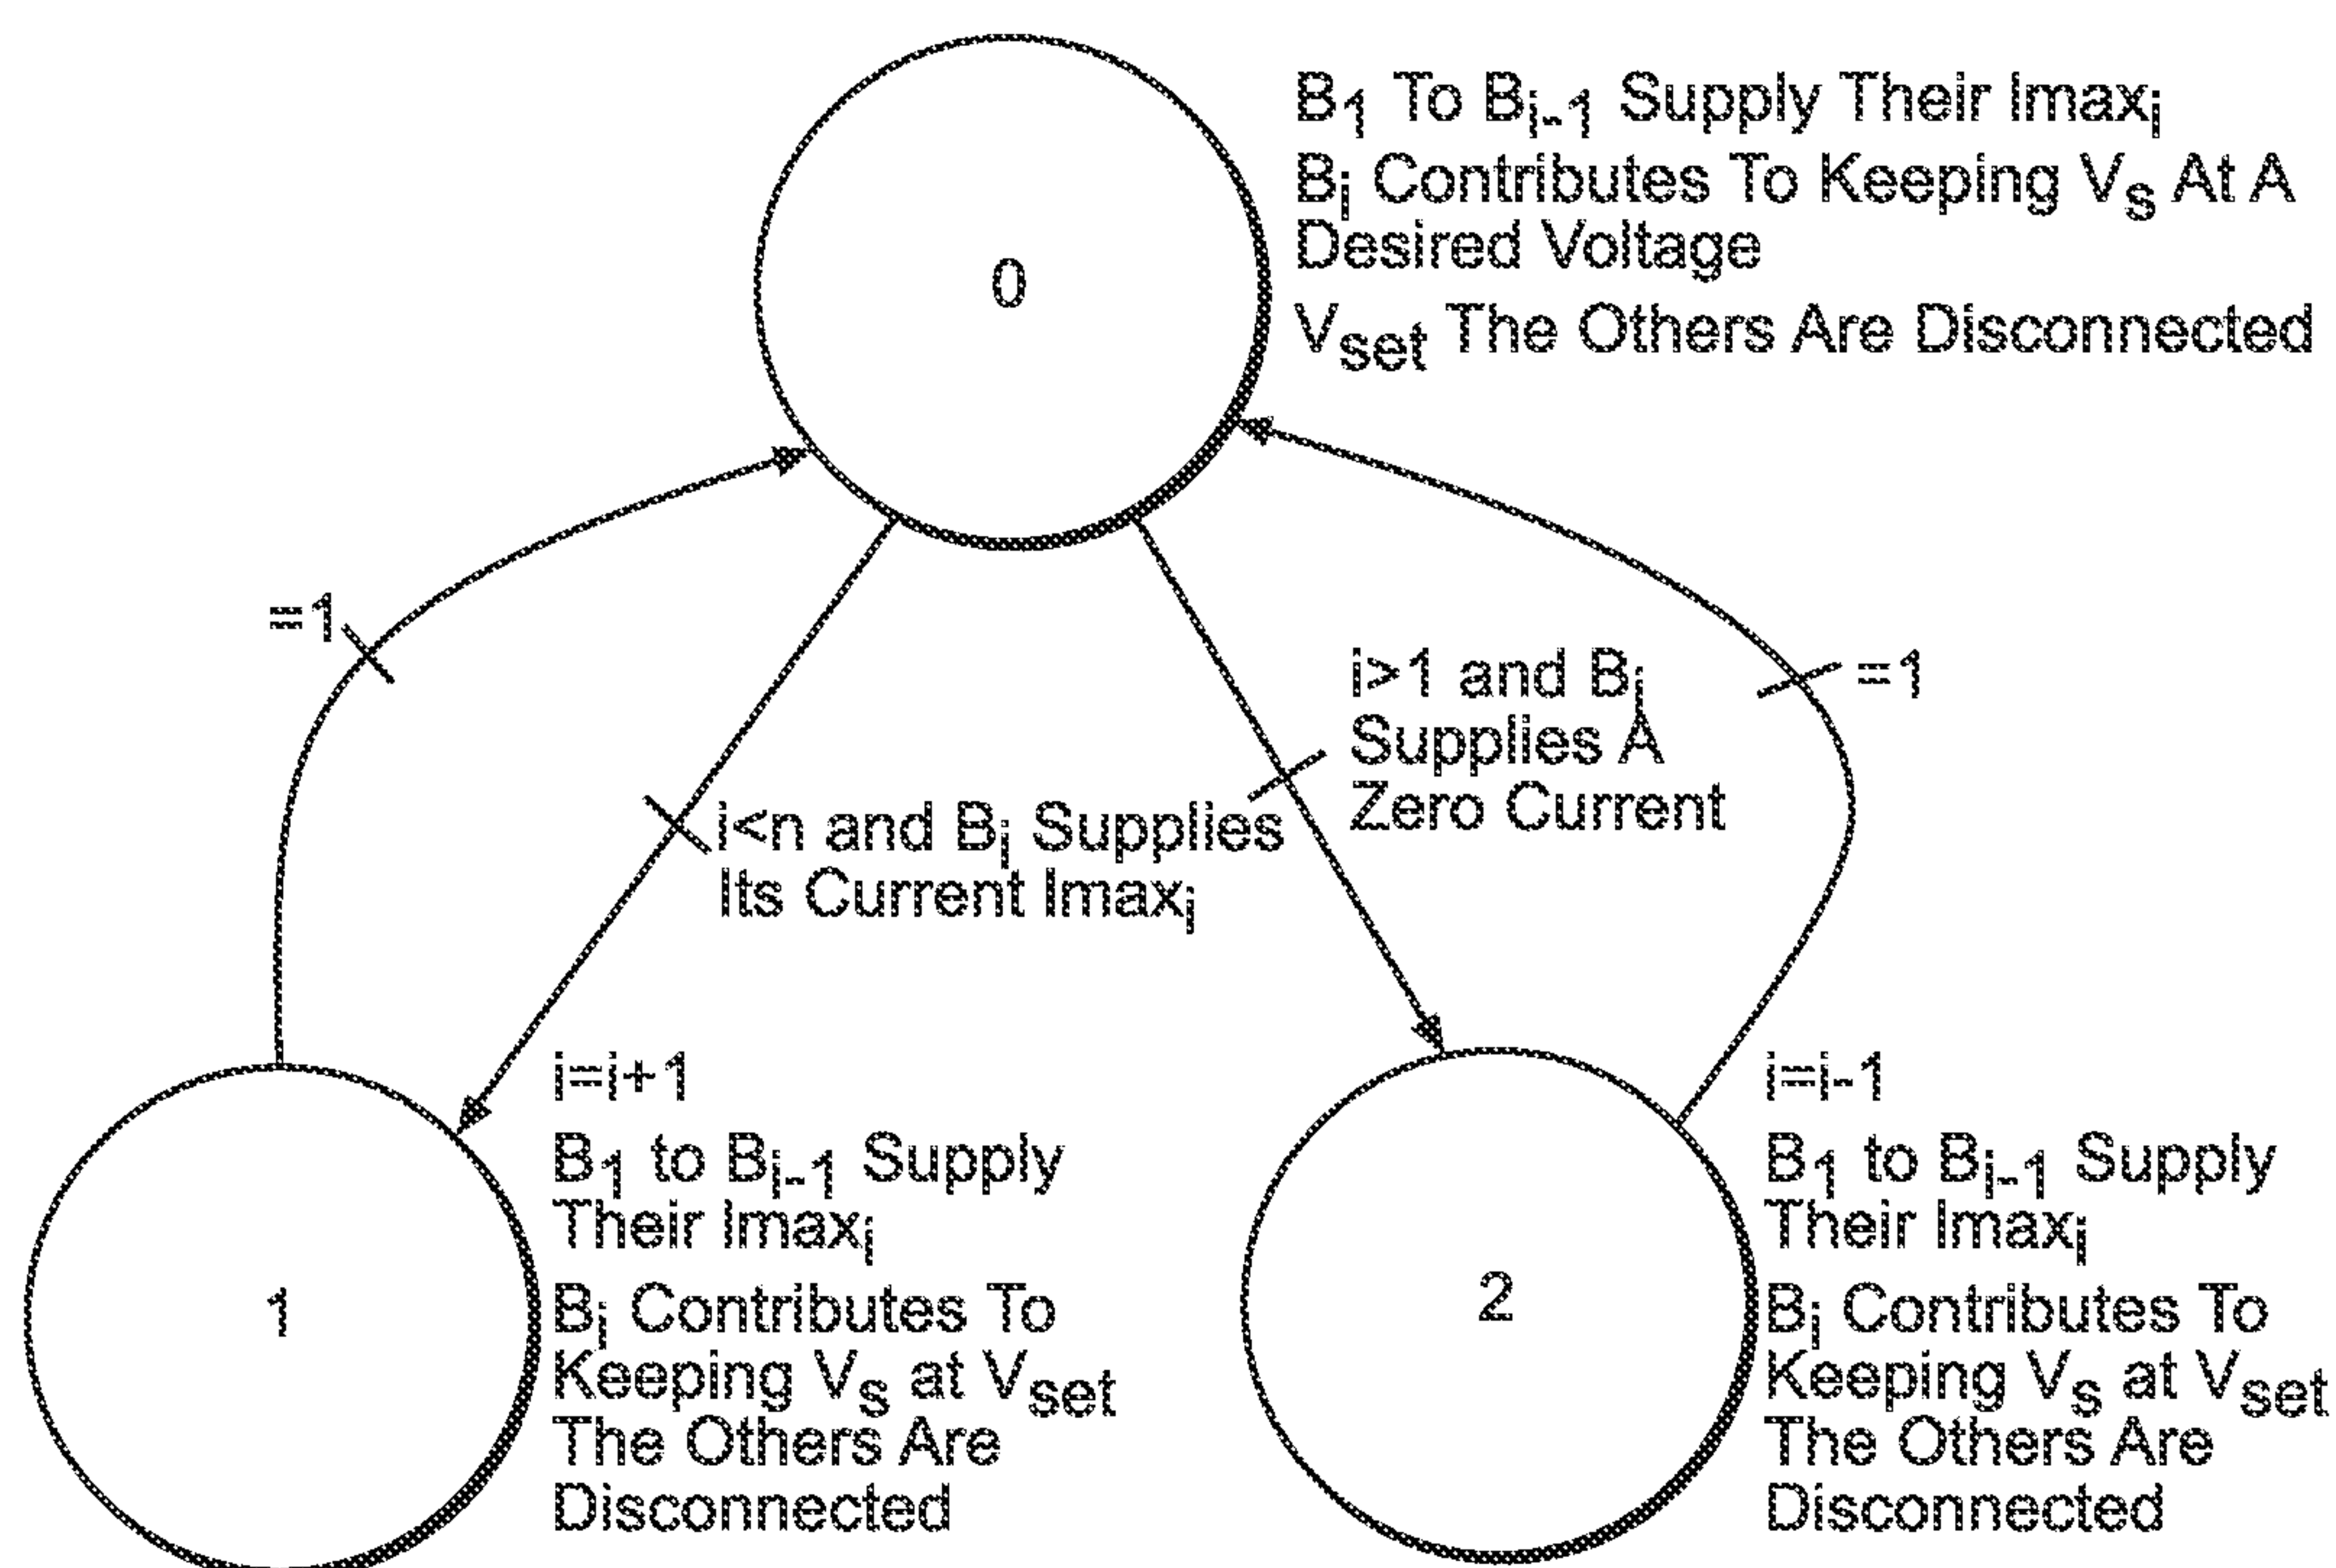 B1 To Bi-1 Supply Their Imaxi
Bi Contributes To Keeping Vs At A
Desired Voltage
Vset The Others Are Disconnected
0
=1
i>1 and Bi
Supplies A
Zero Current
=1
i<n and Bi Supplies
Its Current Imaxi
i=i+1
B1 to Bi-1 Supply
Their Imaxi
Bi Contributes To
Keeping Vs at Vset
The Others Are
Disconnected
1
i=i-1
B1 to Bi-1 Supply
Their Imaxi
Bi Contributes To
Keeping Vs at Vset
The Others Are
Disconnected
2